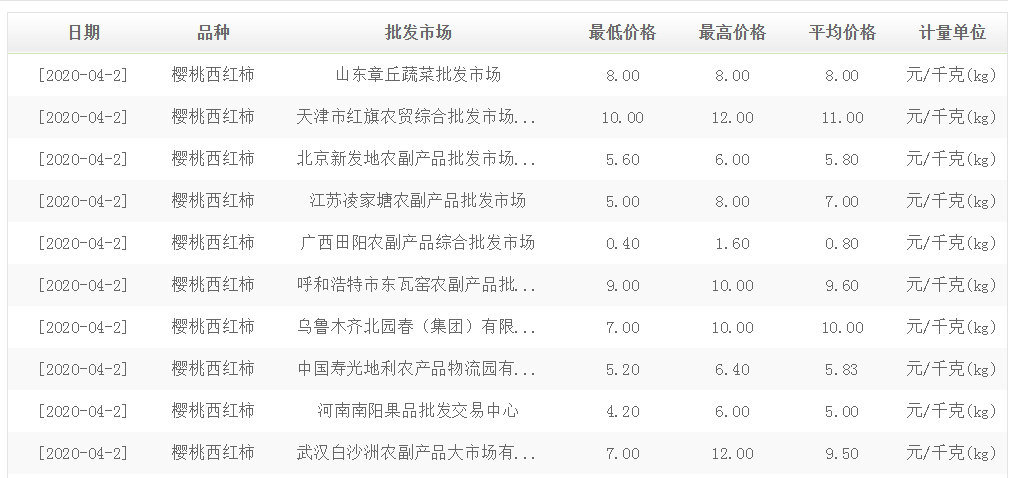 日期 品种 批发市场 最低价格 最高价格 平均价格 计量单位
[2020-04-2] 樱桃西红柿 山东章丘蔬菜批发市场 8.00 8.00 8.00 元/千克(kg)
[2020-04-2] 樱桃西红柿 天津市红旗农贸综合批发市场... 10.00 12.00 11.00 元/千克(kg)
[2020-04-2] 樱桃西红柿 北京新发地农副产品批发市场... 5.60 6.00 5.80 元/千克(kg)
[2020-04-2] 樱桃西红柿 江苏凌家塘农副产品批发市场 5.00 8.00 7.00 元/千克(kg)
[2020-04-2] 樱桃西红柿 广西田阳农副产品综合批发市场 0.40 1.60 0.80 元/千克(kg)
[2020-04-2] 樱桃西红柿 呼和浩特市东瓦窑农副产品批... 9.00 10.00 9.60 元/千克(kg)
[2020-04-2] 樱桃西红柿 乌鲁木齐北园春（集团）有限... 7.00 10.00 10.00 元/千克(kg)
[2020-04-2] 樱桃西红柿 中国寿光地利农产品物流园有... 5.20 6.40 5.83 元/千克(kg)
[2020-04-2] 樱桃西红柿 河南南阳果品批发交易中心 4.20 6.00 5.00 元/千克(kg)
[2020-04-2] 樱桃西红柿 武汉白沙洲农副产品大市场有... 7.00 12.00 9.50 元/千克(kg)